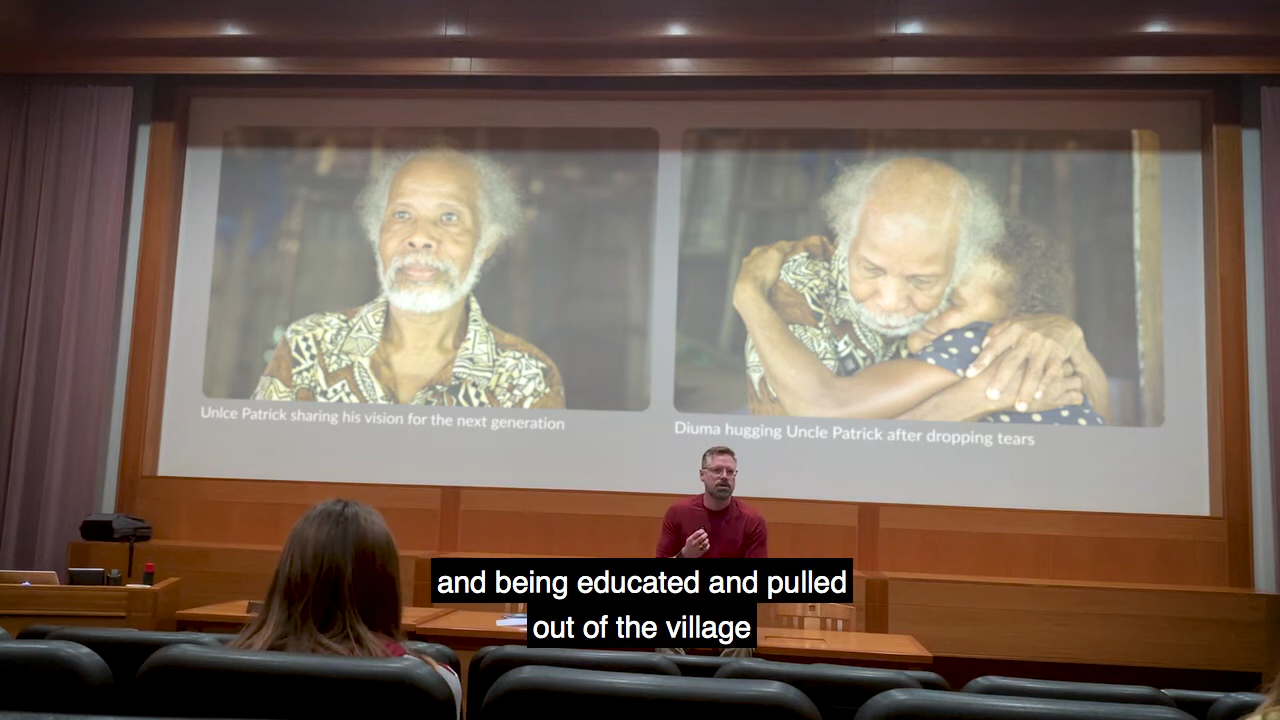 Unlce Patrick sharing his vision for the next generation
Diuma hugging Uncle Patrick after dropping tears
and being educated and pulled
out of the village